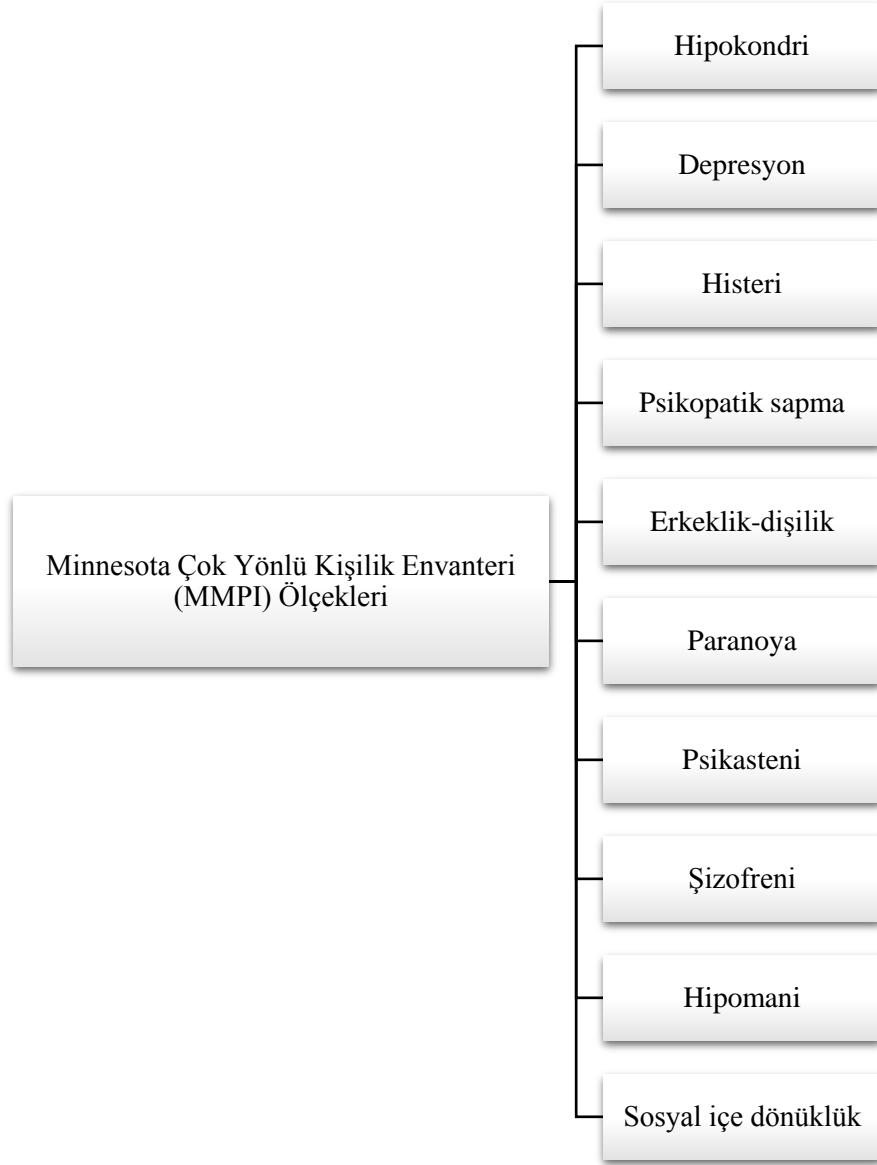 Hipokondri
Depresyon
Histeri
Psikopatik sapma
Erkeklik-dişilik
Minnesota Çok Yönlü Kişilik Envanteri
(MMPI) Ölçekleri
Paranoya
Psikasteni
Şizofreni
Hipomani
Sosyal içe dönüklük